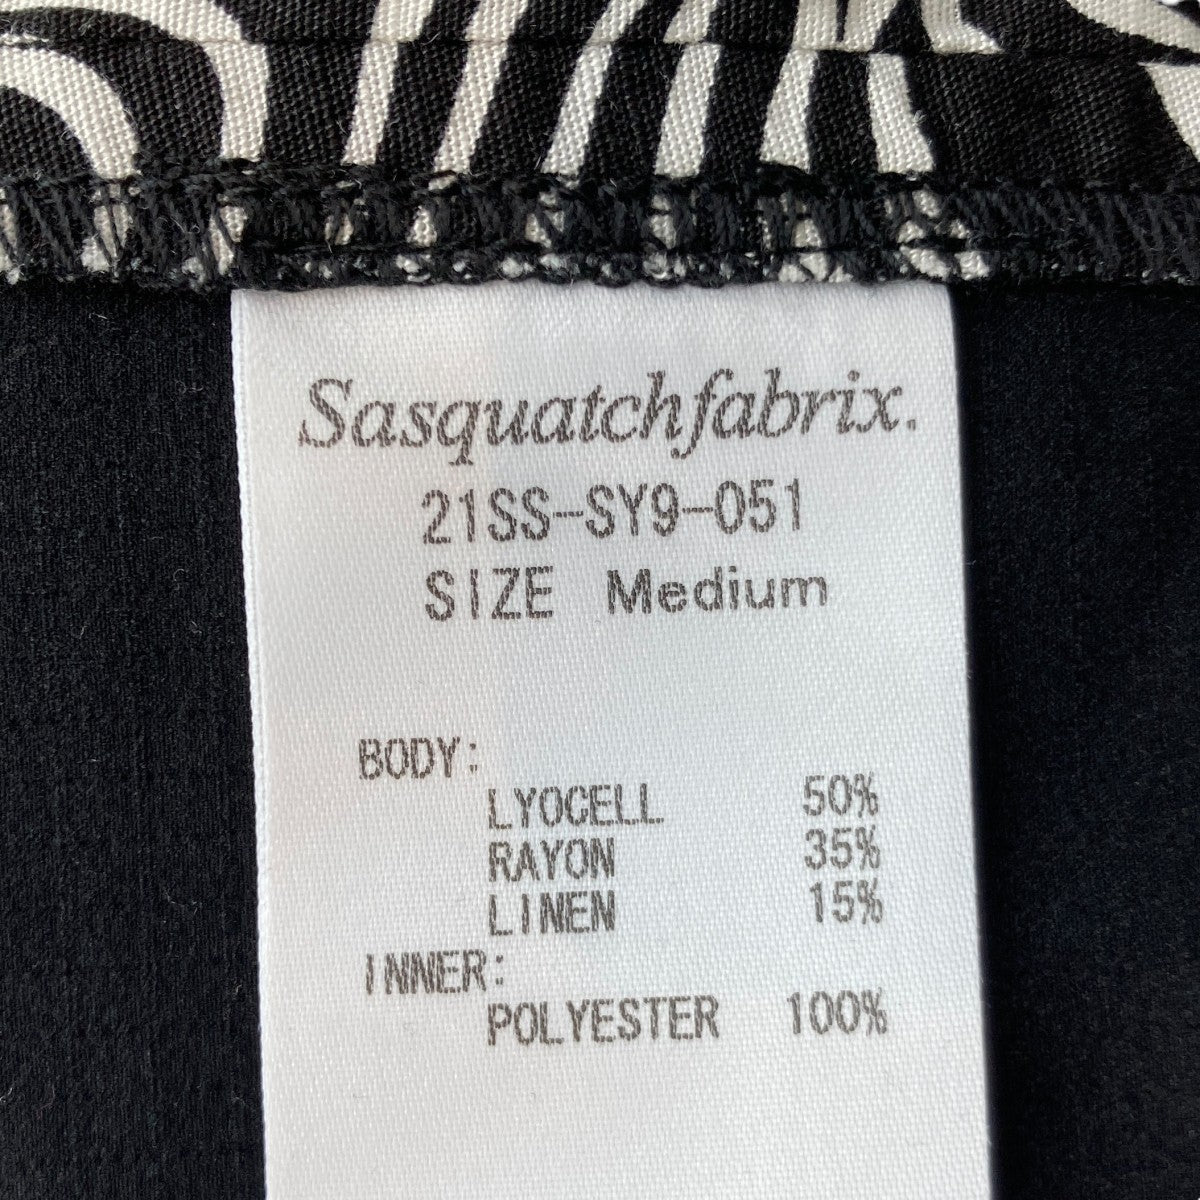 Sasquatchfabrix.
21SS-SY9-051
SIZE Medium
BODY:
LYOCELL 50%
RAYON 35%
LINEN 15%
INNER:
POLYESTER 100%